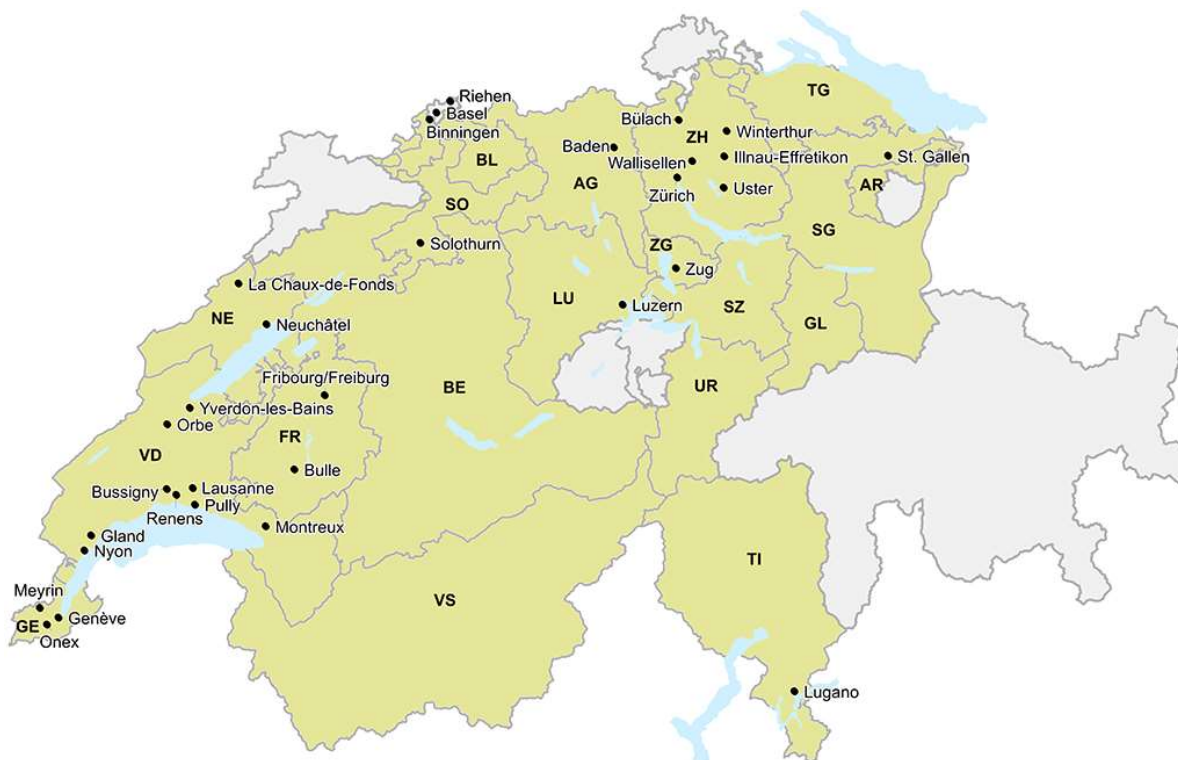 TG
Riehen
Basel
Binningen
Bülach
ZH
Winterthur
Baden
Wallisellen
Illnau-Effretikon
St. Gallen
BL
AG
Zürich
Uster
AR
SO
SG
Solothurn
ZG
Zug
La Chaux-de-Fonds
LU
Luzern
SZ
GL
NE
Neuchâtel
Fribourg/Freiburg
BE
UR
Yverdon-les-Bains
Orbe
FR
VD
Bulle
Bussigny
Lausanne
Renens
Pully
Montreux
Gland
Nyon
TI
Meyrin
VS
GE
Genève
Onex
Lugano